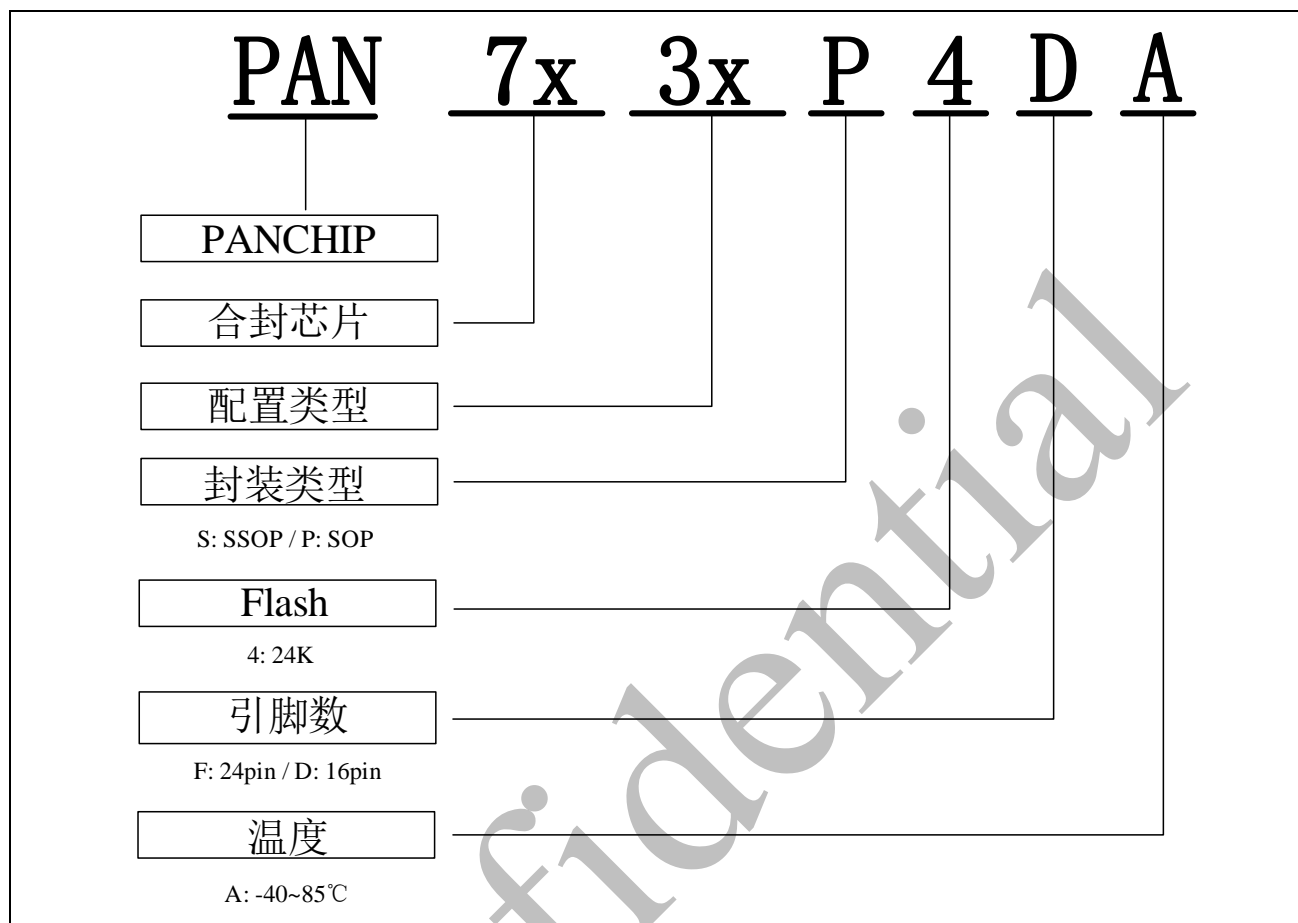 PAN 7x 3x P 4 D A
PANCHIP
合封芯片
配置类型
封装类型
S: SSOP / P: SOP
Flash
4: 24K
引脚数
F: 24pin / D: 16pin
温度
A: -40~85℃
fidential